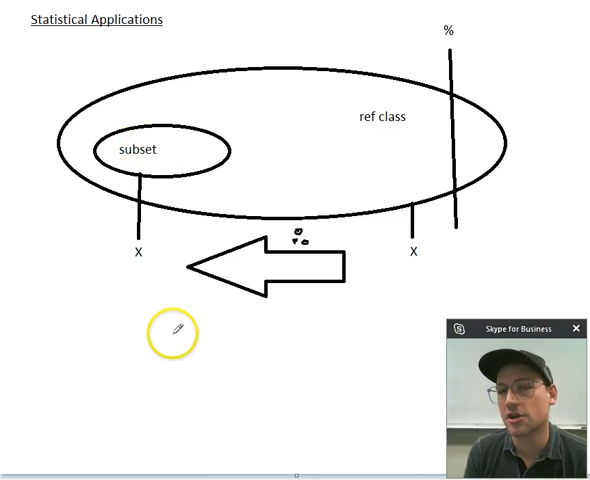 Statistical Applications
%
ref class
subset
X
X
Skype for Business